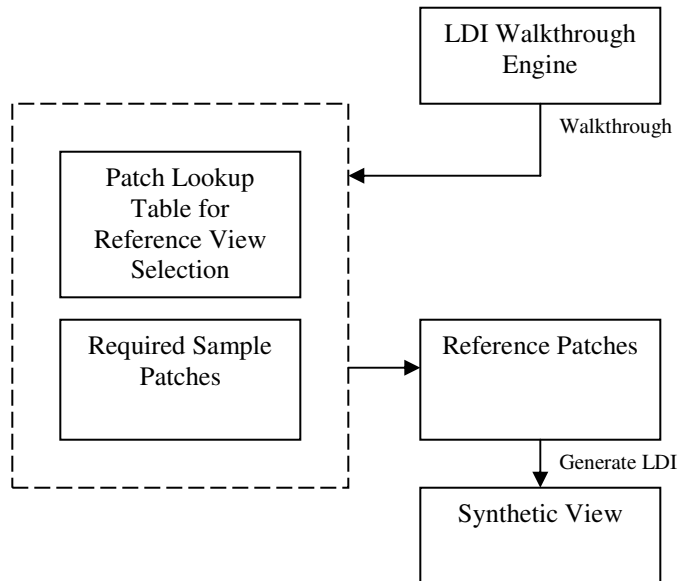 LDI Walkthrough
Engine
Walkthrough
Patch Lookup
Table for
Reference View
Selection
Required Sample
Patches
Reference Patches
Generate LDI
Synthetic View